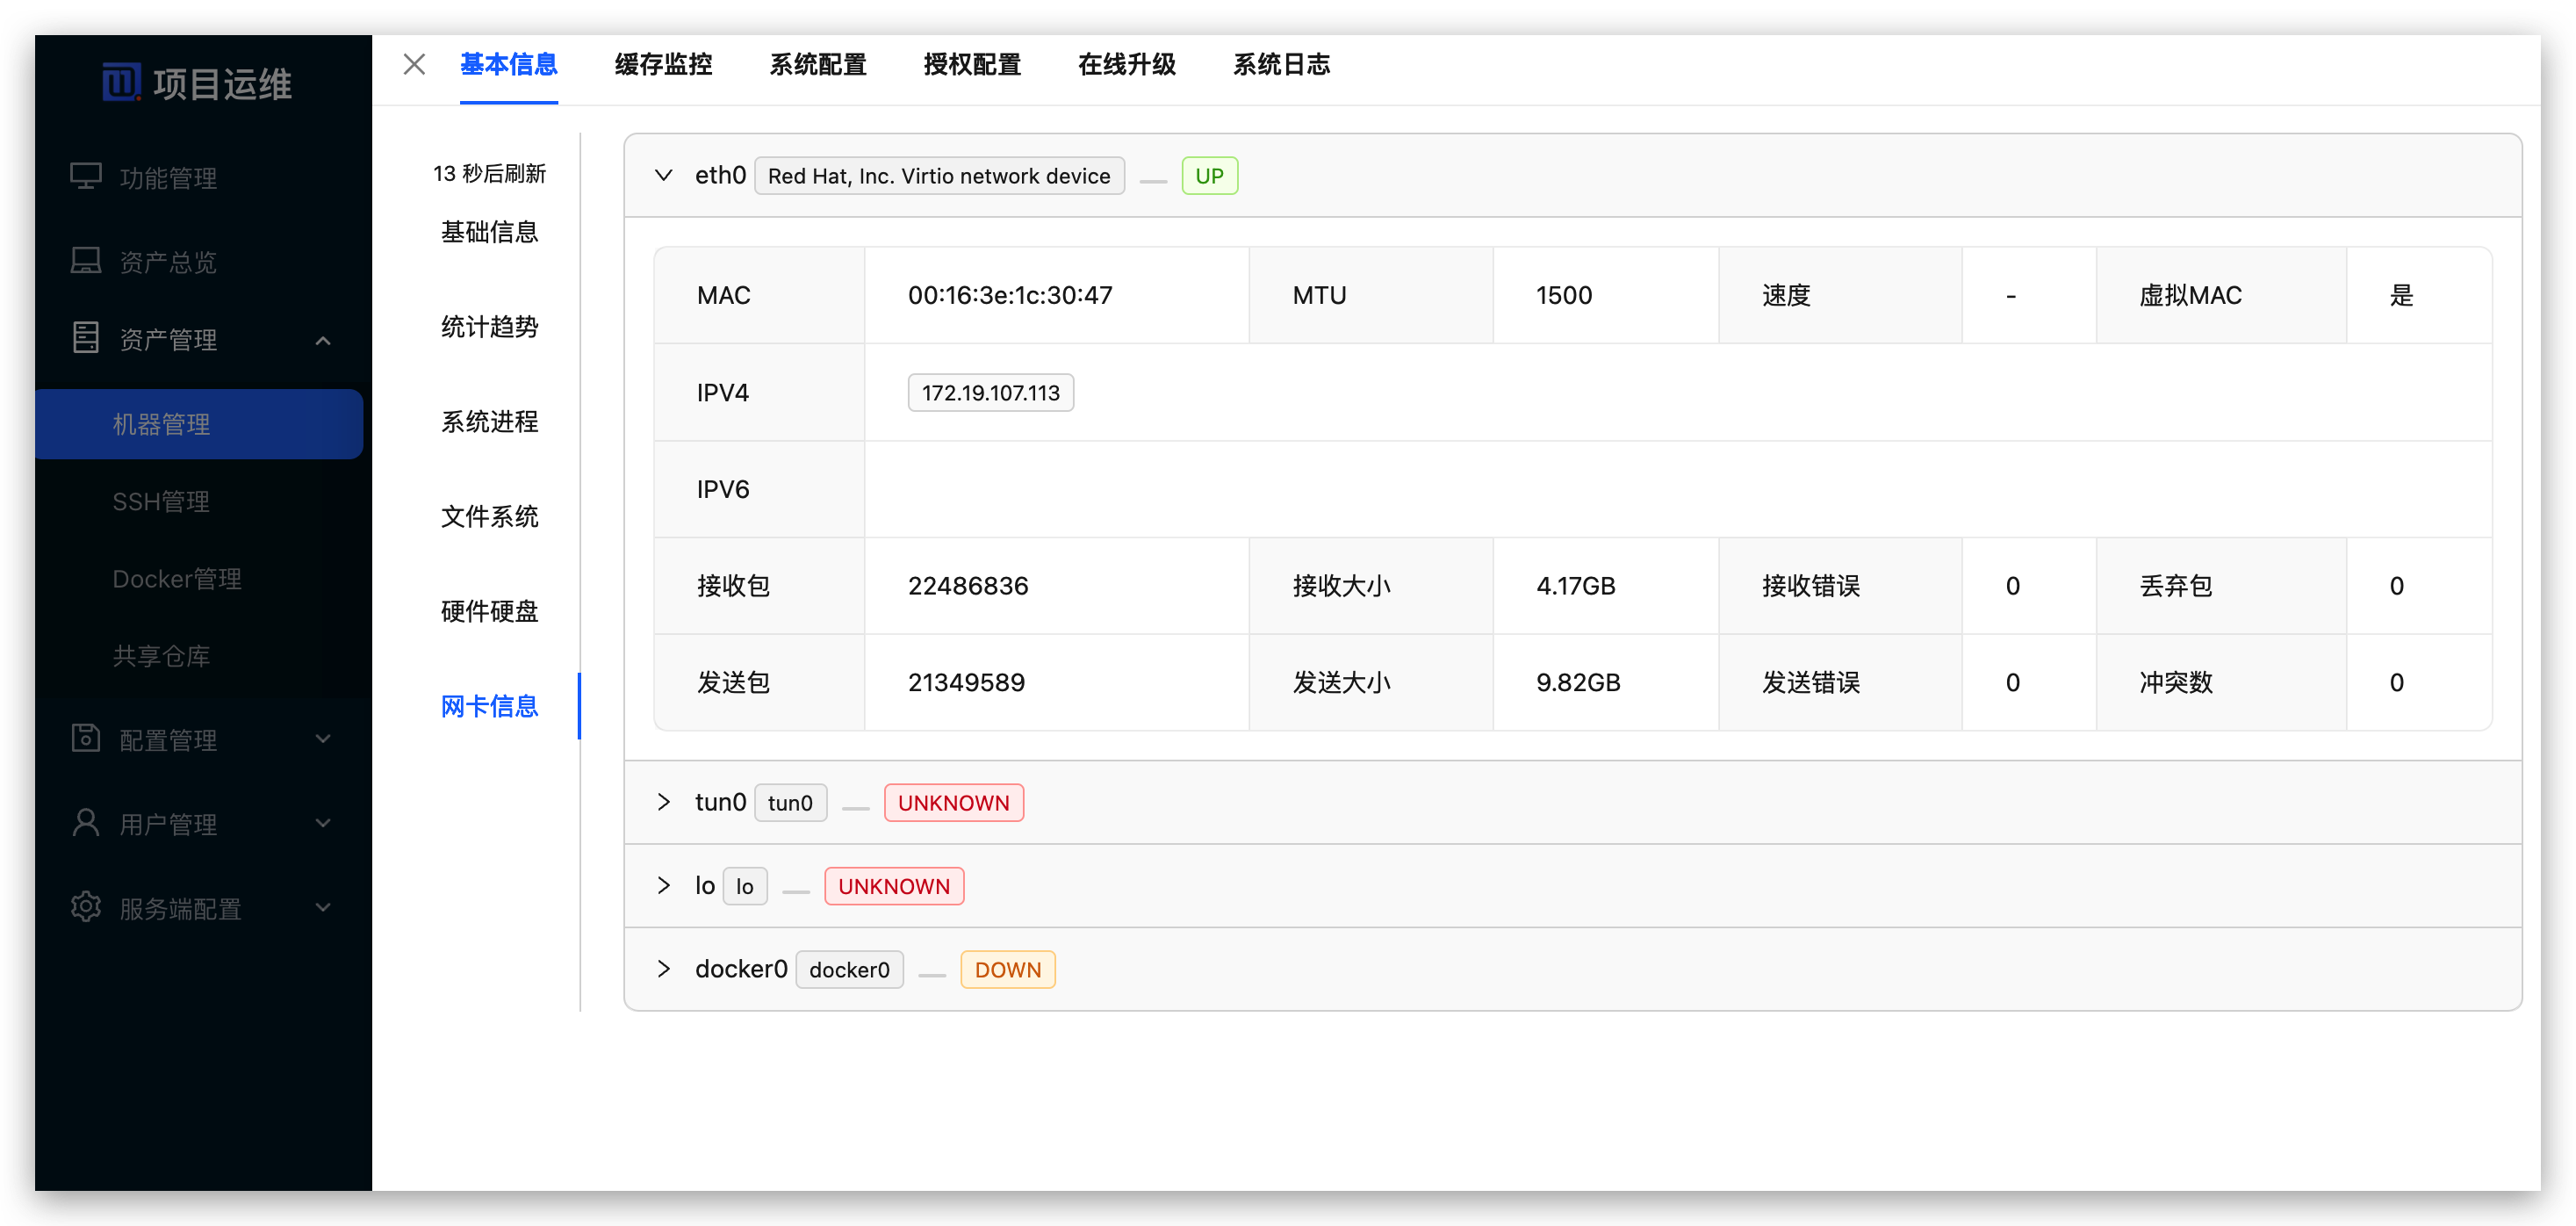 项目运维
功能管理
资产总览
资产管理
机器管理
SSH管理
Docker管理
共享仓库
配置管理
用户管理
服务端配置
基本信息 缓存监控 系统配置 授权配置 在线升级 系统日志
13 秒后刷新
基础信息
统计趋势
系统进程
文件系统
硬件硬盘
网卡信息
eth0 Red Hat, Inc. Virtio network device UP
MAC 00:16:3e:1c:30:47 MTU 1500 速度 - 虚拟MAC 是
IPV4 172.19.107.113
IPV6
接收包 22486836 接收大小 4.17GB 接收错误 0 丢弃包 0
发送包 21349589 发送大小 9.82GB 发送错误 0 冲突数 0
tun0 tun0 UNKNOWN
lo lo UNKNOWN
docker0 docker0 DOWN